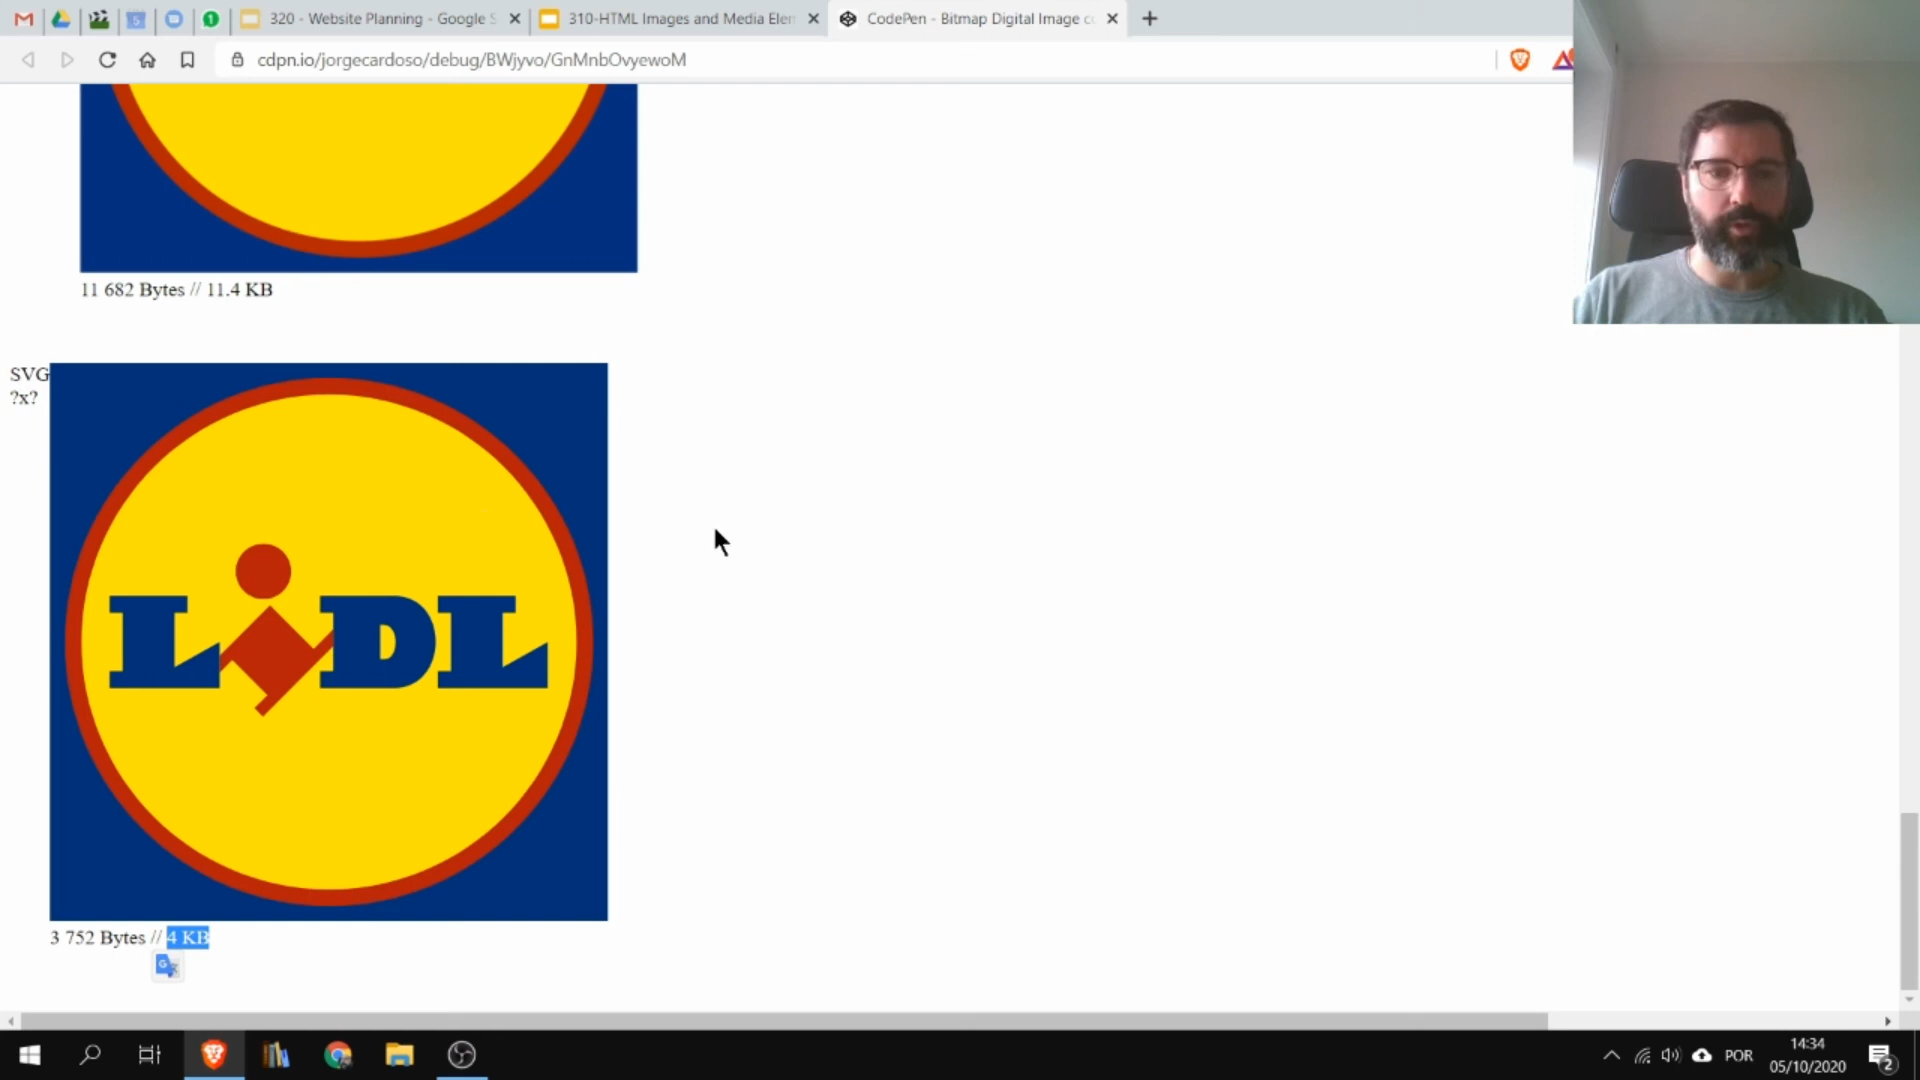 320 - Website Planning - Google S
310-HTML Images and Media Elem
CodePen - Bitmap Digital Image c
cdpn.io/jorgecardoso/debug/BWjyvo/GnMnbOvyewoM
11 682 Bytes // 11.4 KB
SVG
?x?
LiDL
3 752 Bytes // 4 KB
POR
14:34
05/10/2020
2